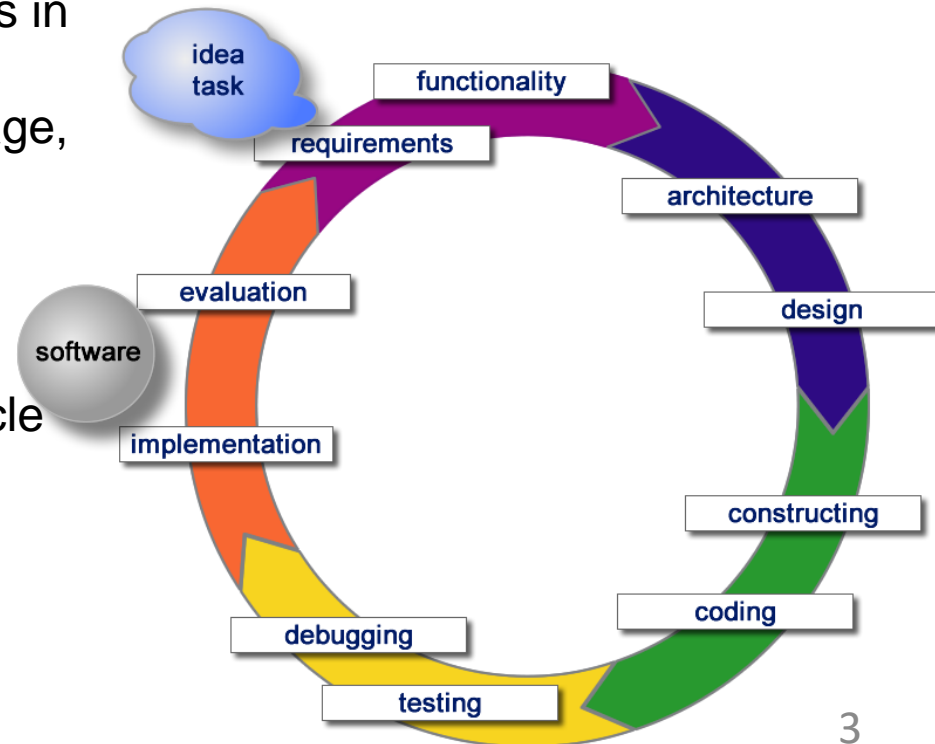 s in
ge,
cle
idea
task
functionality
requirements
architecture
evaluation
design
software
implementation
constructing
coding
debugging
testing
3